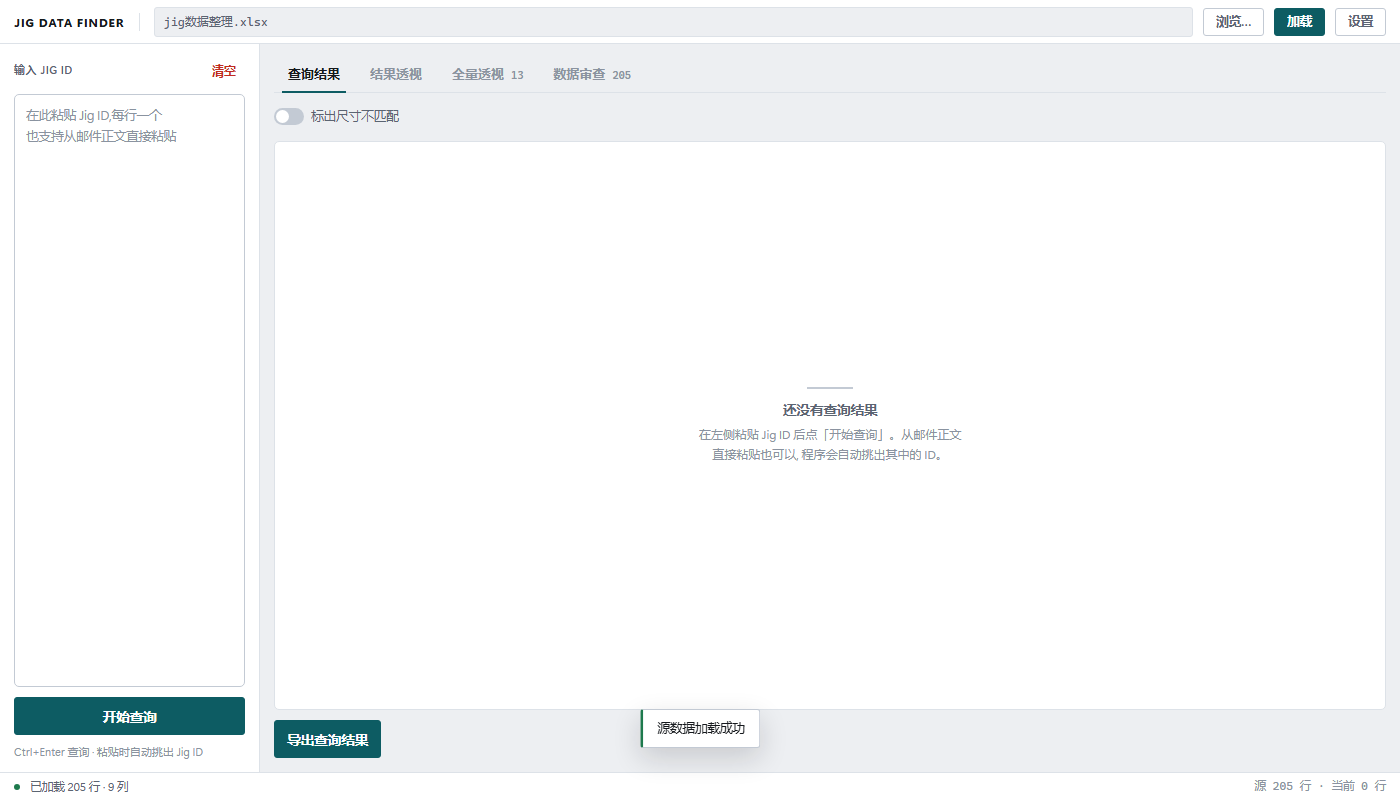 JIG DATA FINDER
jig数据整理.xlsx
浏览...
加载
设置
输入 JIG ID
清空
查询结果
结果透视
全量透视 13
数据审查 205
在此粘贴 Jig ID,每行一个
也支持从邮件正文直接粘贴
标出尺寸不匹配
还没有查询结果
在左侧粘贴 Jig ID 后点「开始查询」。从邮件正文
直接粘贴也可以, 程序会自动挑出其中的 ID。
开始查询
Ctrl+Enter 查询 · 粘贴时自动挑出 Jig ID
导出查询结果
源数据加载成功
已加载 205 行 · 9 列
源 205 行 · 当前 0 行